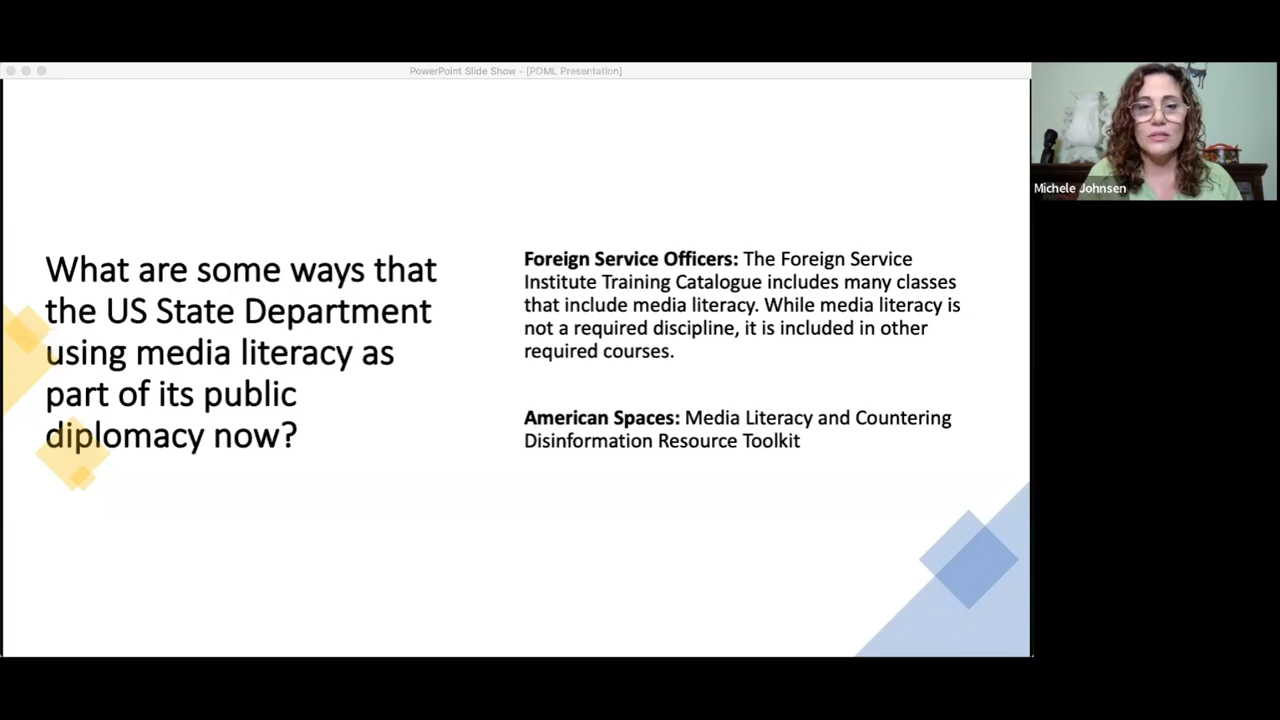 PowerPoint Slide Show - [PDML Presentation]
What are some ways that
the US State Department
using media literacy as
part of its public
diplomacy now?
Foreign Service Officers: The Foreign Service
Institute Training Catalogue includes many classes
that include media literacy. While media literacy is
not a required discipline, it is included in other
required courses.
American Spaces: Media Literacy and Countering
Disinformation Resource Toolkit
Michele Johnsen